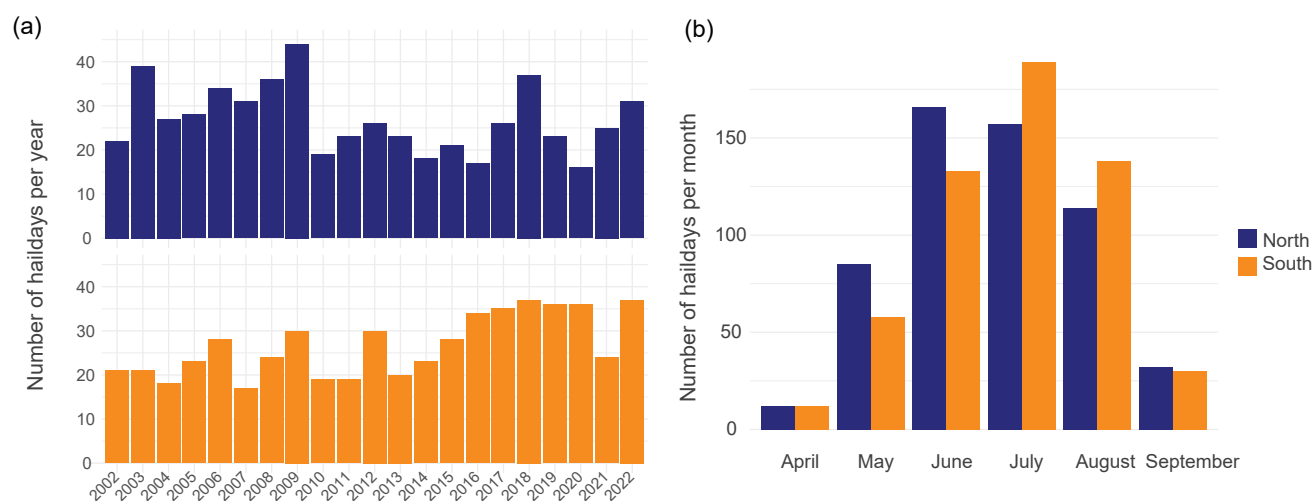 (a)
Number of haildays per year
40
30
20
10
0
40
30
20
10
0
2002
2003
2004
2005
2006
2007
2008
2009
2010
2011
2012
2013
2014
2015
2016
2017
2018
2019
2020
2021
2022
(b)
Number of haildays per month
150
100
50
0
April
May
June
July
August
September
North
South